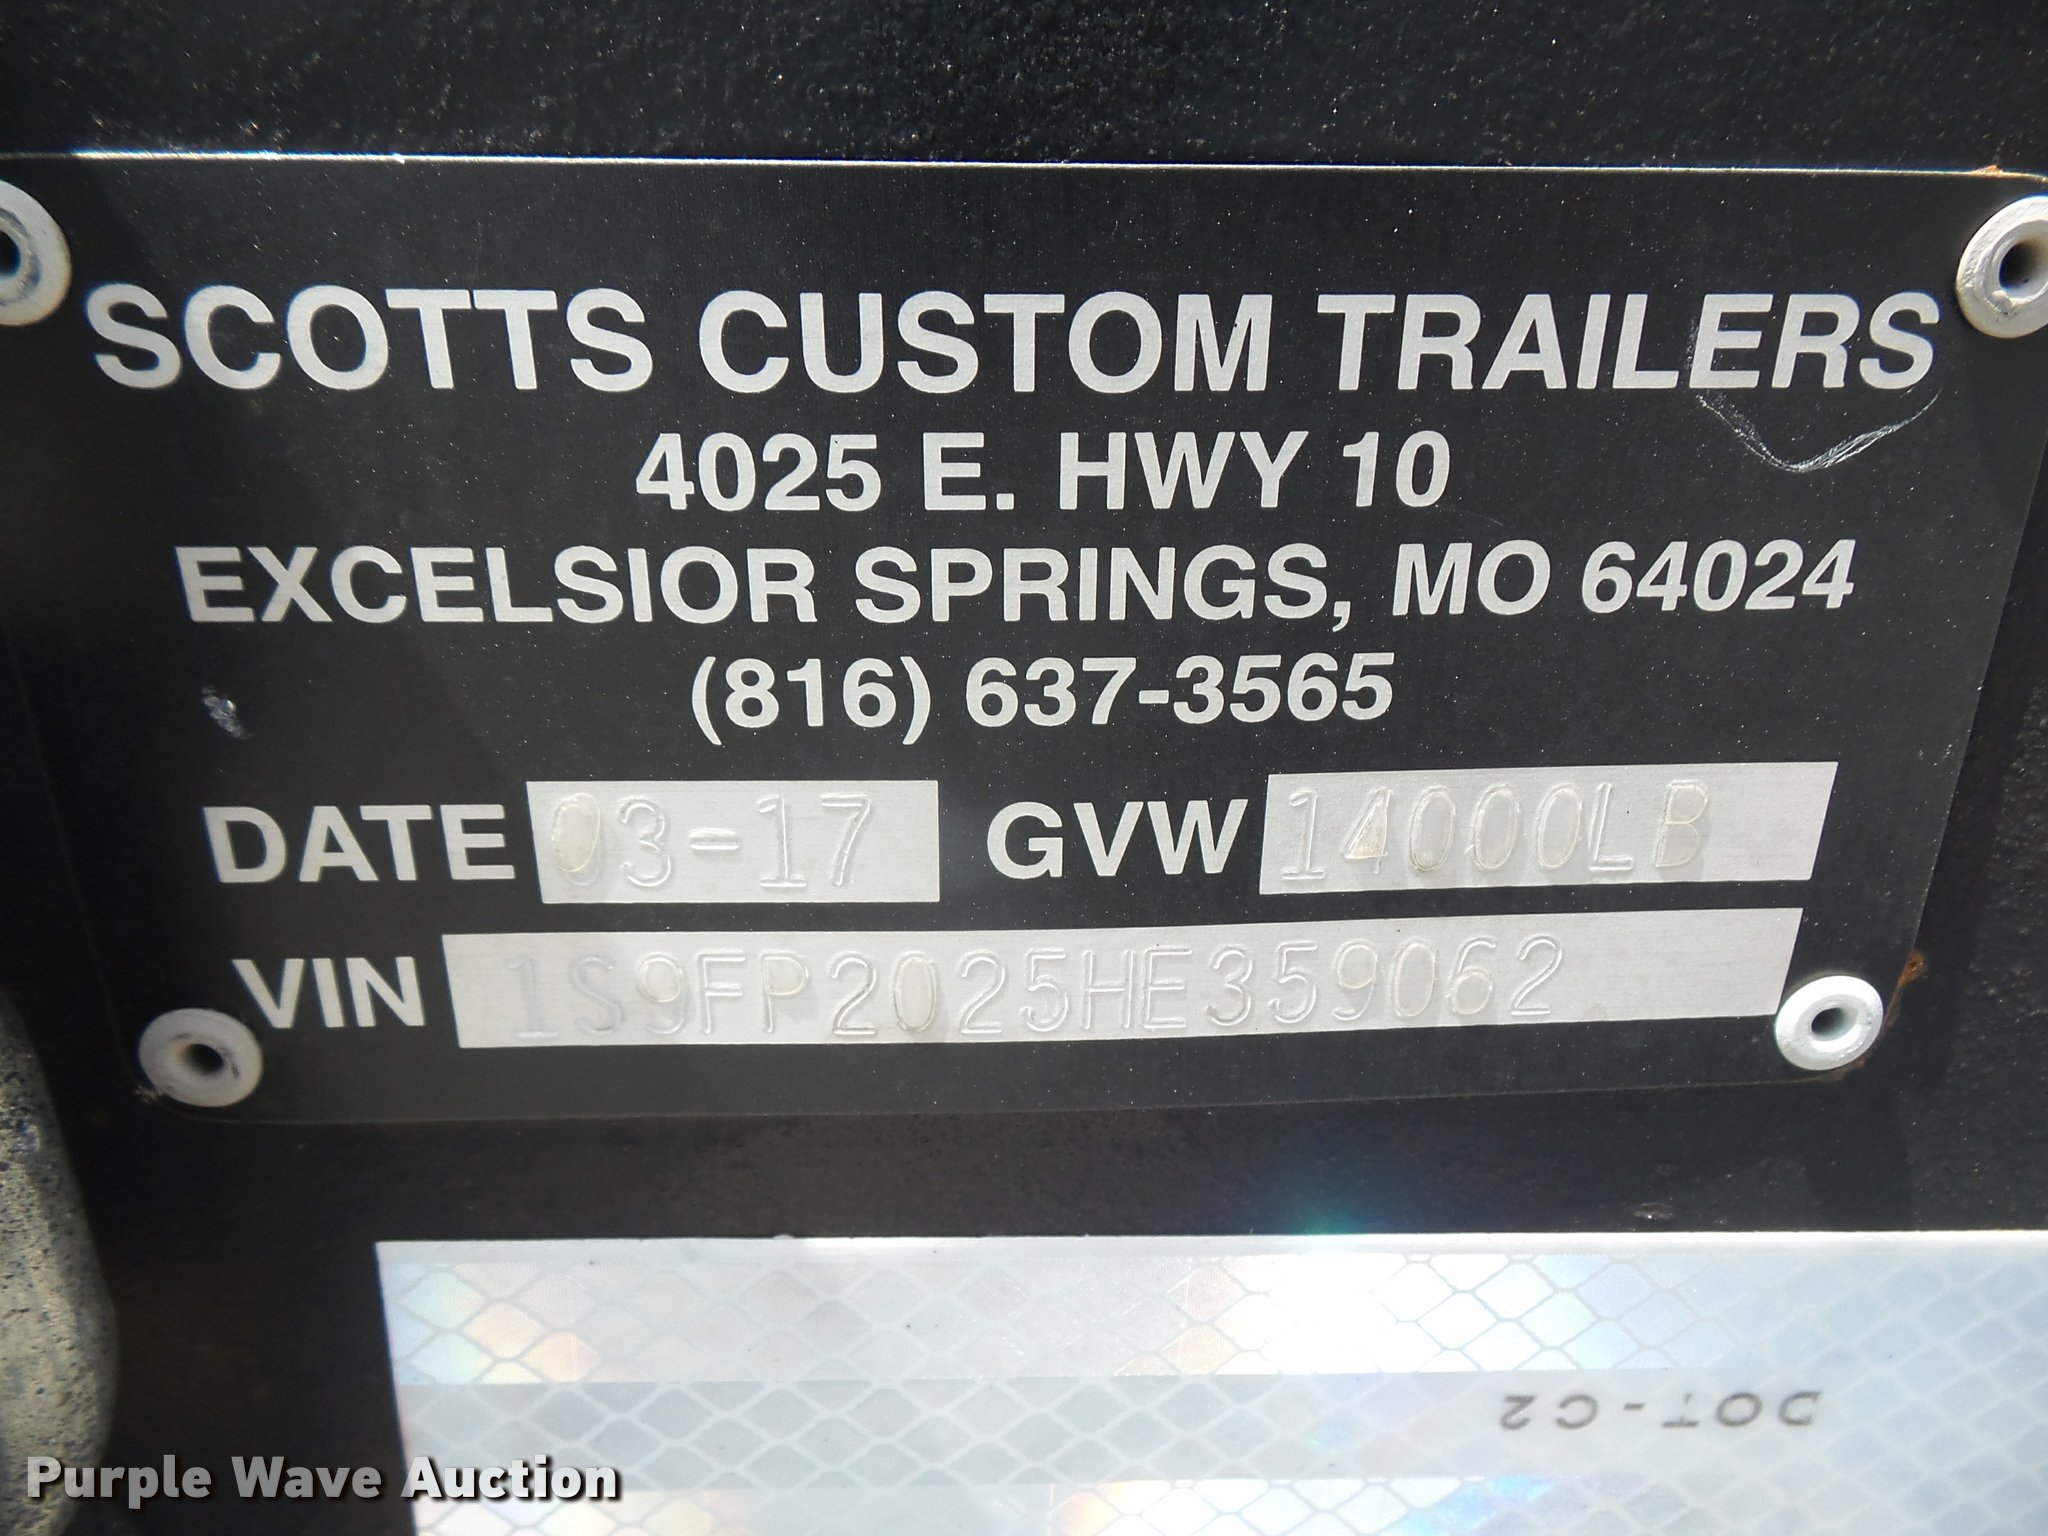 SCOTTS CUSTOM TRAILERS
4025 E. HWY 10
EXCELSIOR SPRINGS, MO 64024
(816) 637-3565
DATE 03-17 GVW 14000LB
VIN 1S9FP2025HE359062
DOT-C2
Purple Wave Auction